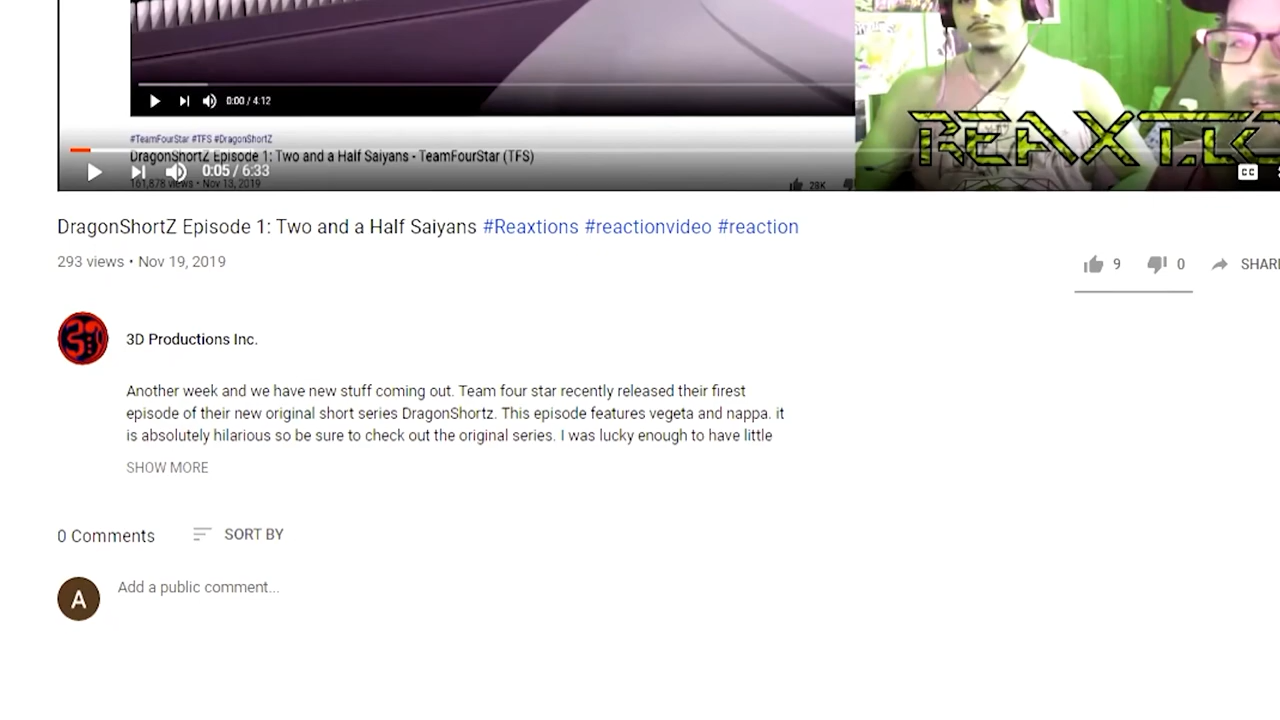 0:00 / 4:12
#TeamFourStar #TFS #DragonShortZ
DragonShortZ Episode 1: Two and a Half Saiyans - TeamFourStar (TFS)
0:05 / 6:33
161,878 views • Nov 13, 2019
28K
CC
DragonShortZ Episode 1: Two and a Half Saiyans #Reaxtions #reactionvideo #reaction
293 views • Nov 19, 2019
9
0
SHARE
3D Productions Inc.
Another week and we have new stuff coming out. Team four star recently released their firest
episode of their new original short series DragonShortz. This episode features vegeta and nappa. it
is absolutely hilarious so be sure to check out the original series. I was lucky enough to have little
SHOW MORE
0 Comments
SORT BY
A
Add a public comment...